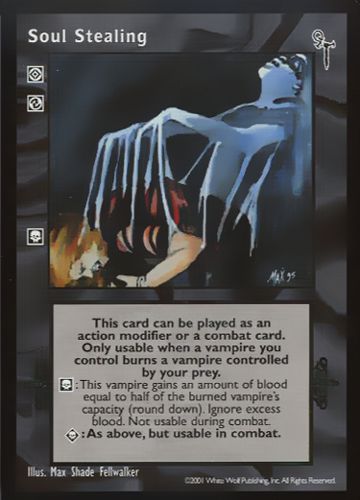 Soul Stealing
MAX 95
This card can be played as an
action modifier or a combat card.
Only usable when a vampire you
control burns a vampire controlled
by your prey.
:This vampire gains an amount of blood
equal to half of the burned vampire's
capacity (round down). Ignore excess
blood. Not usable during combat.
:As above, but usable in combat.
Illus. Max Shade Fellwalker
©2001 White Wolf Publishing, Inc. All Rights Reserved.